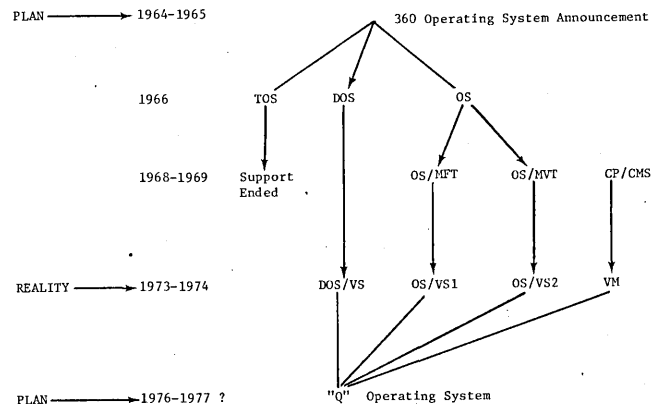 PLAN 1964-1965 360 Operating System Announcement
1966 TOS DOS OS
1968-1969 Support Ended OS/MFT OS/MVT CP/CMS
REALITY 1973-1974 DOS/VS OS/VS1 OS/VS2 VM
PLAN 1976-1977 ? "Q" Operating System